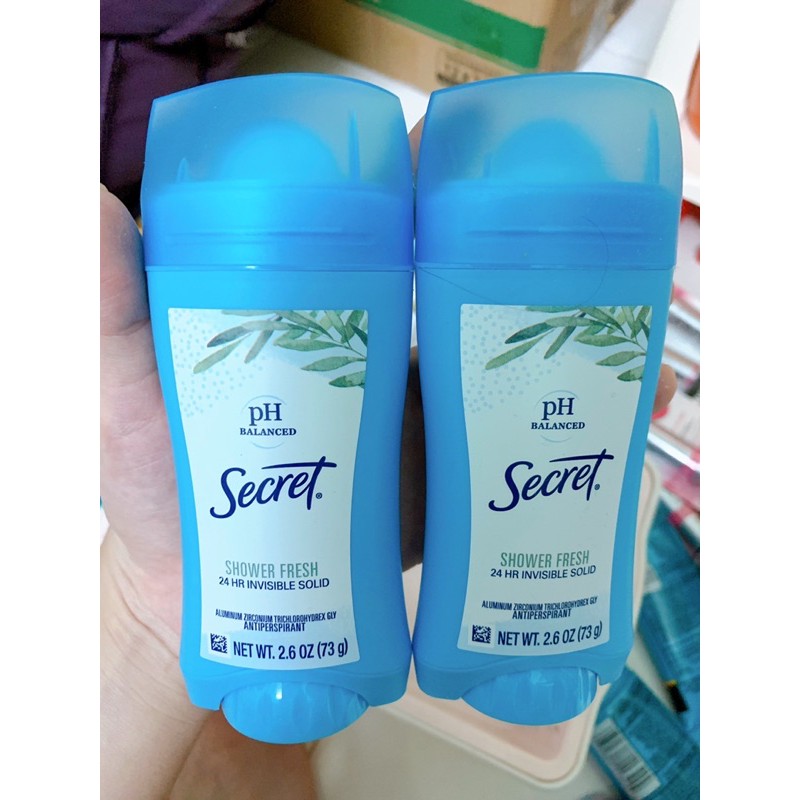 pH
BALANCED
Secret®
SHOWER FRESH
24 HR INVISIBLE SOLID
ALUMINUM ZIRCONIUM TRICHLOROHYDREX GLY
ANTIPERSPIRANT
NET WT. 2.6 OZ (73 g)
pH
BALANCED
Secret®
SHOWER FRESH
24 HR INVISIBLE SOLID
ALUMINUM ZIRCONIUM TRICHLOROHYDREX GLY
ANTIPERSPIRANT
NET WT. 2.6 OZ (73 g)